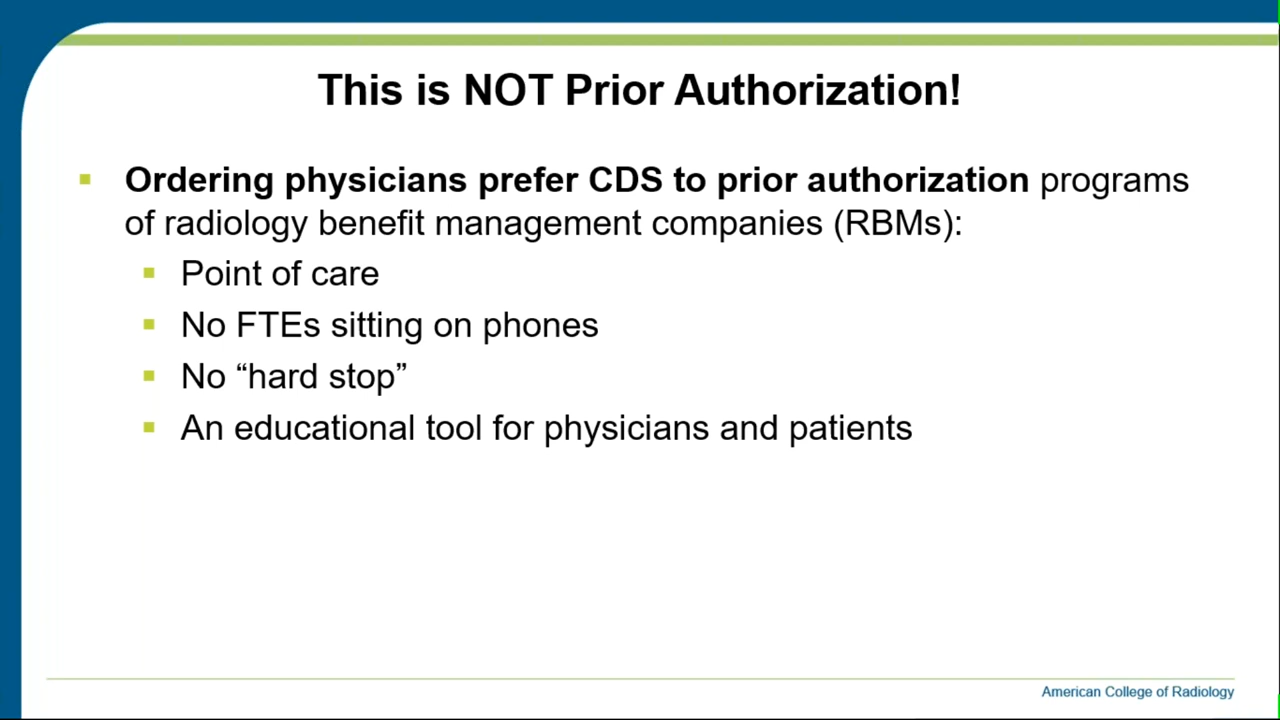 This is NOT Prior Authorization!
Ordering physicians prefer CDS to prior authorization programs
of radiology benefit management companies (RBMs):
Point of care
No FTEs sitting on phones
No “hard stop”
An educational tool for physicians and patients
American College of Radiology